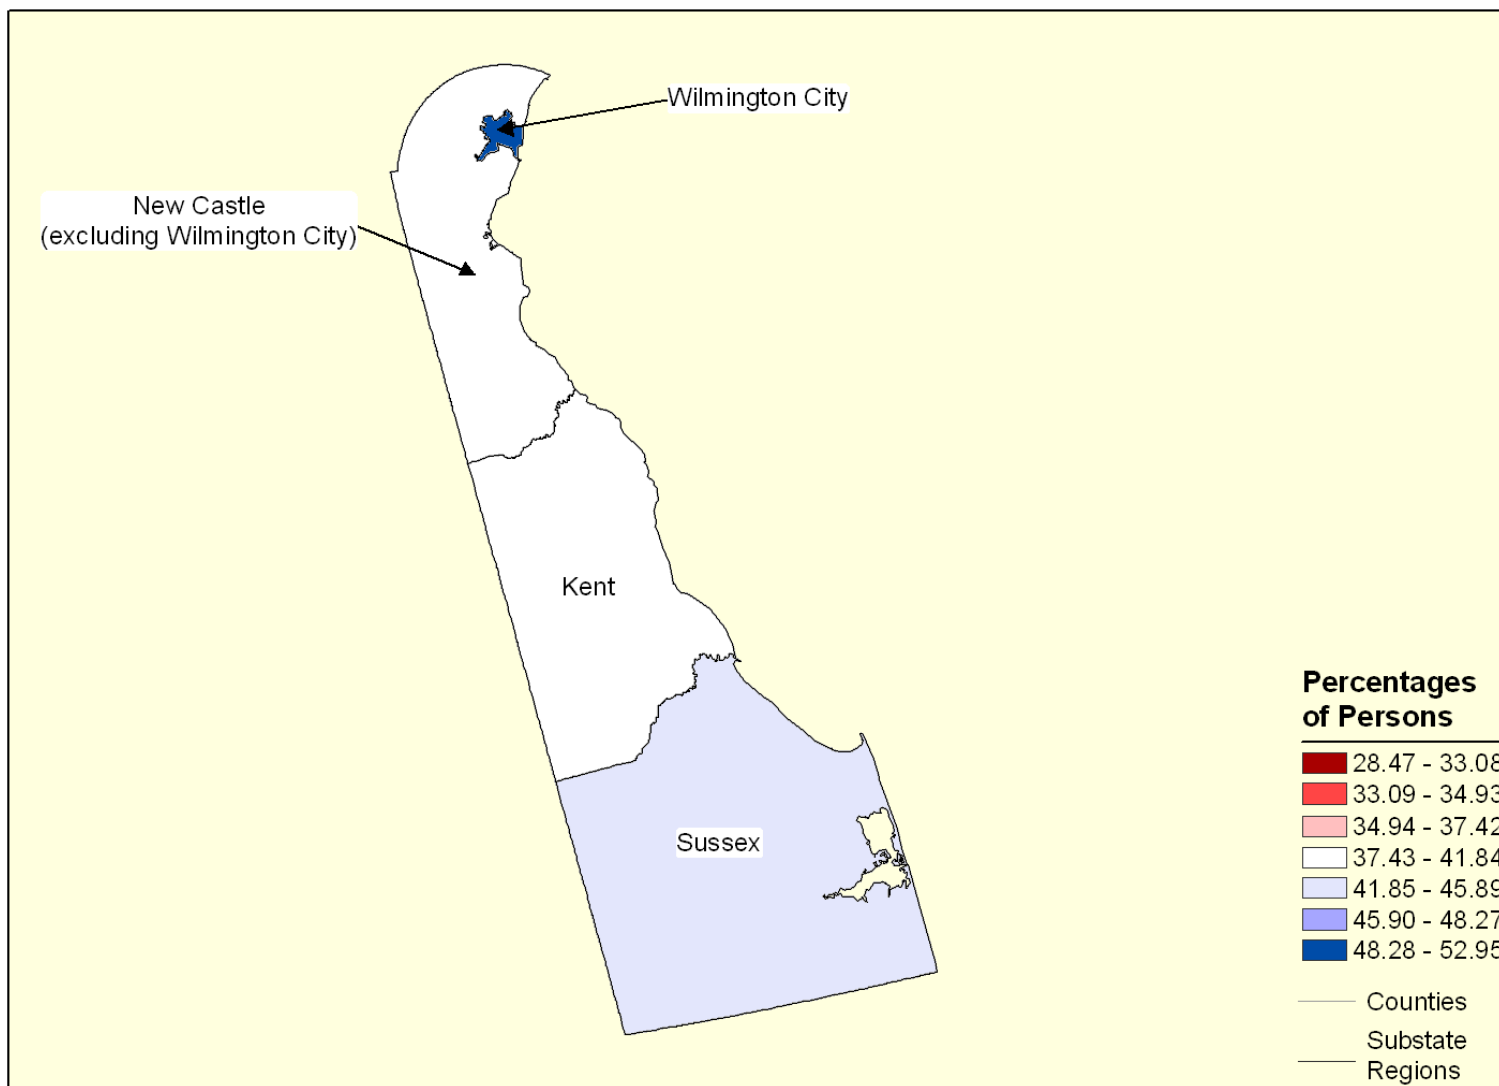 Wilmington City
New Castle
(excluding Wilmington City)
Kent
Sussex
Percentages
of Persons
28.47 - 33.08
33.09 - 34.93
34.94 - 37.42
37.43 - 41.84
41.85 - 45.89
45.90 - 48.27
48.28 - 52.95
Counties
Substate
Regions